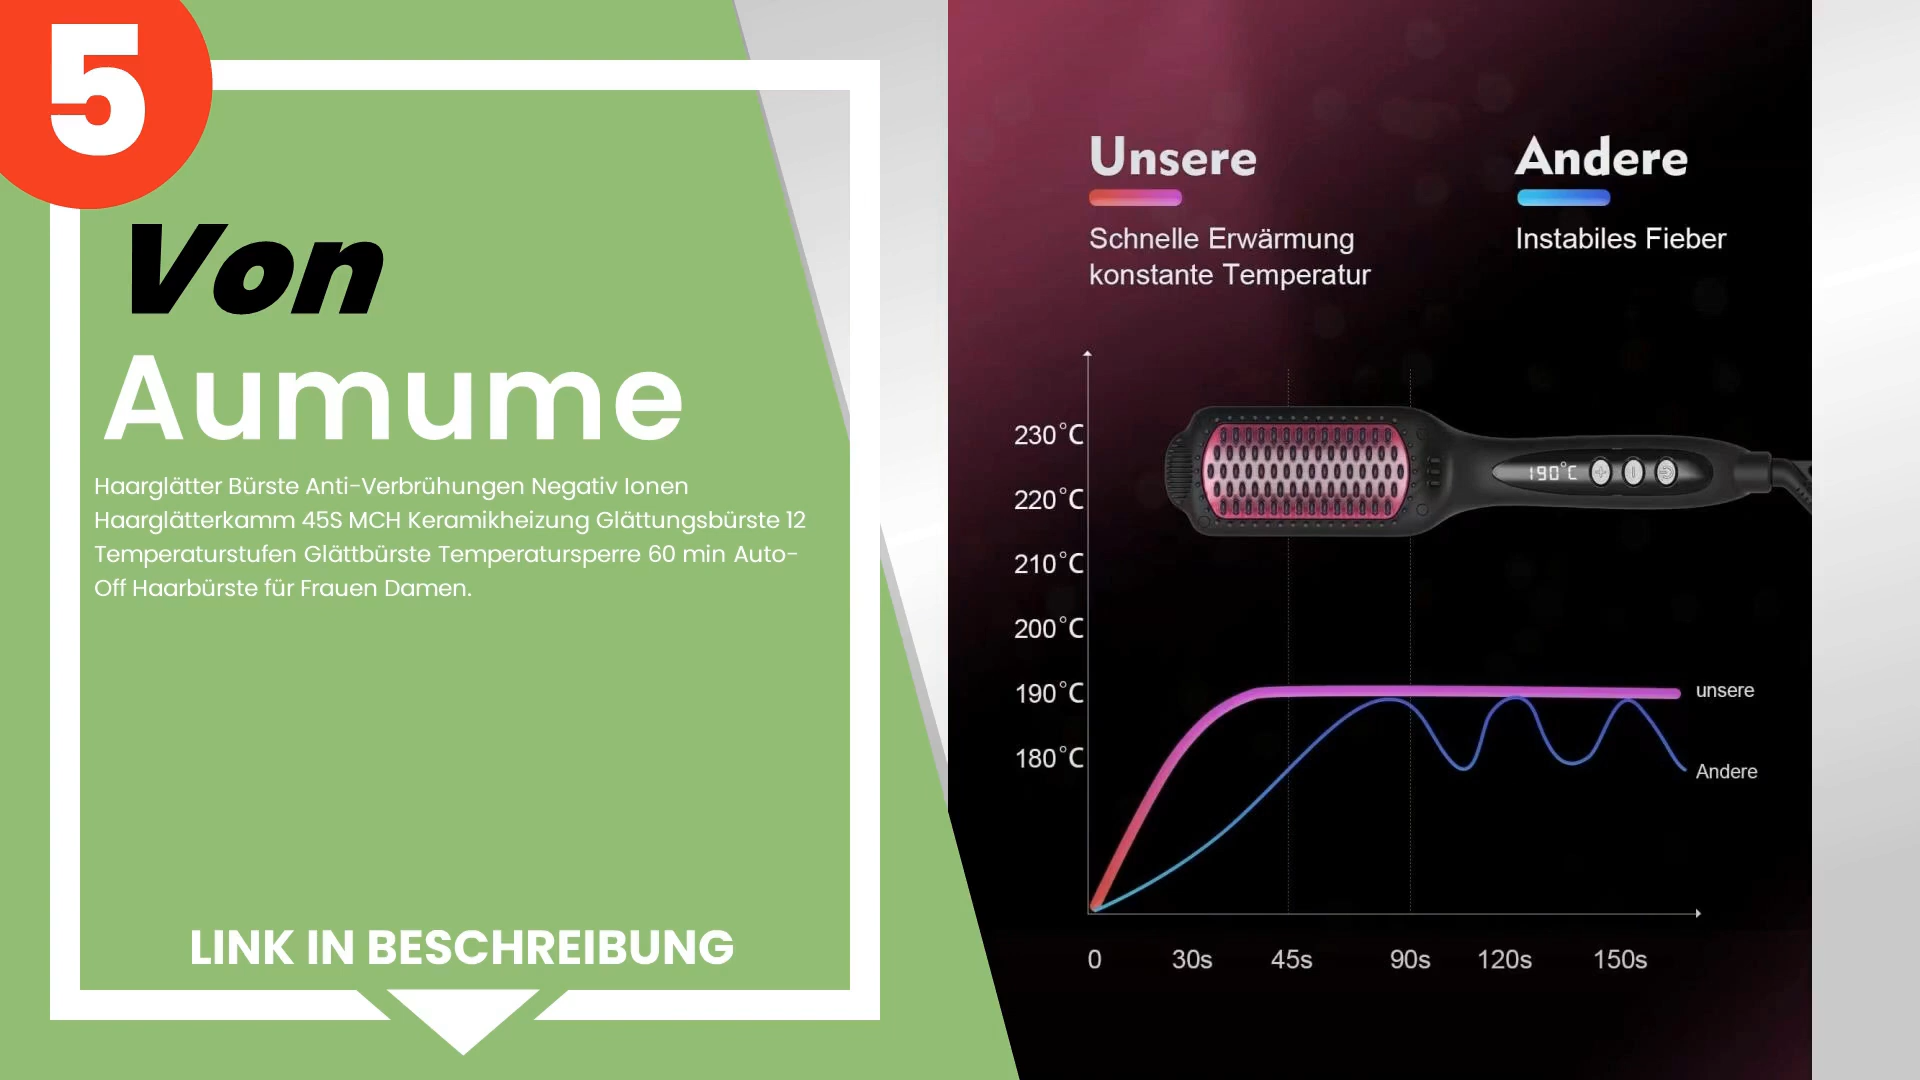 5
Von
Aumume
Haarglätter Bürste Anti-Verbrühungen Negativ Ionen
Haarglätterkamm 45S MCH Keramikheizung Glättungsbürste 12
Temperaturstufen Glättbürste Temperatursperre 60 min Auto-
Off Haarbürste für Frauen Damen.
LINK IN BESCHREIBUNG
Unsere
Schnelle Erwärmung
konstante Temperatur
Andere
Instabiles Fieber
230°C
220°C
210°C
200°C
190°C
180°C
190°C
unsere
Andere
0 30s 45s 90s 120s 150s